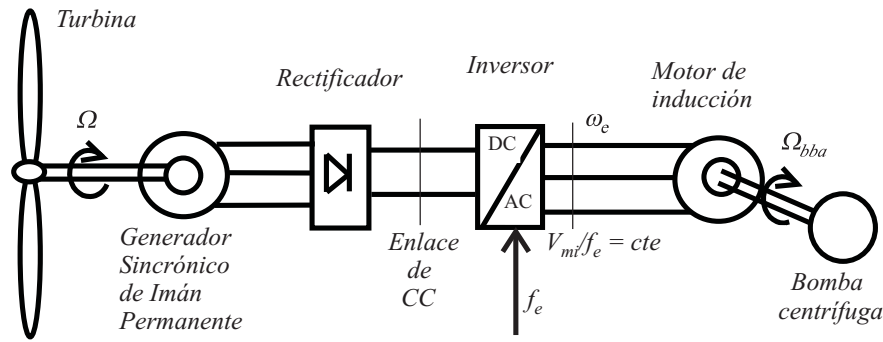 Turbina
Ω
Generador
Sincrónico
de Imán
Permanente
Rectificador
Enlace
de
CC
Inversor
DC
AC
f_e
ω_e
V_mi/f_e = cte
Motor de
inducción
Ω_bba
Bomba
centrífuga